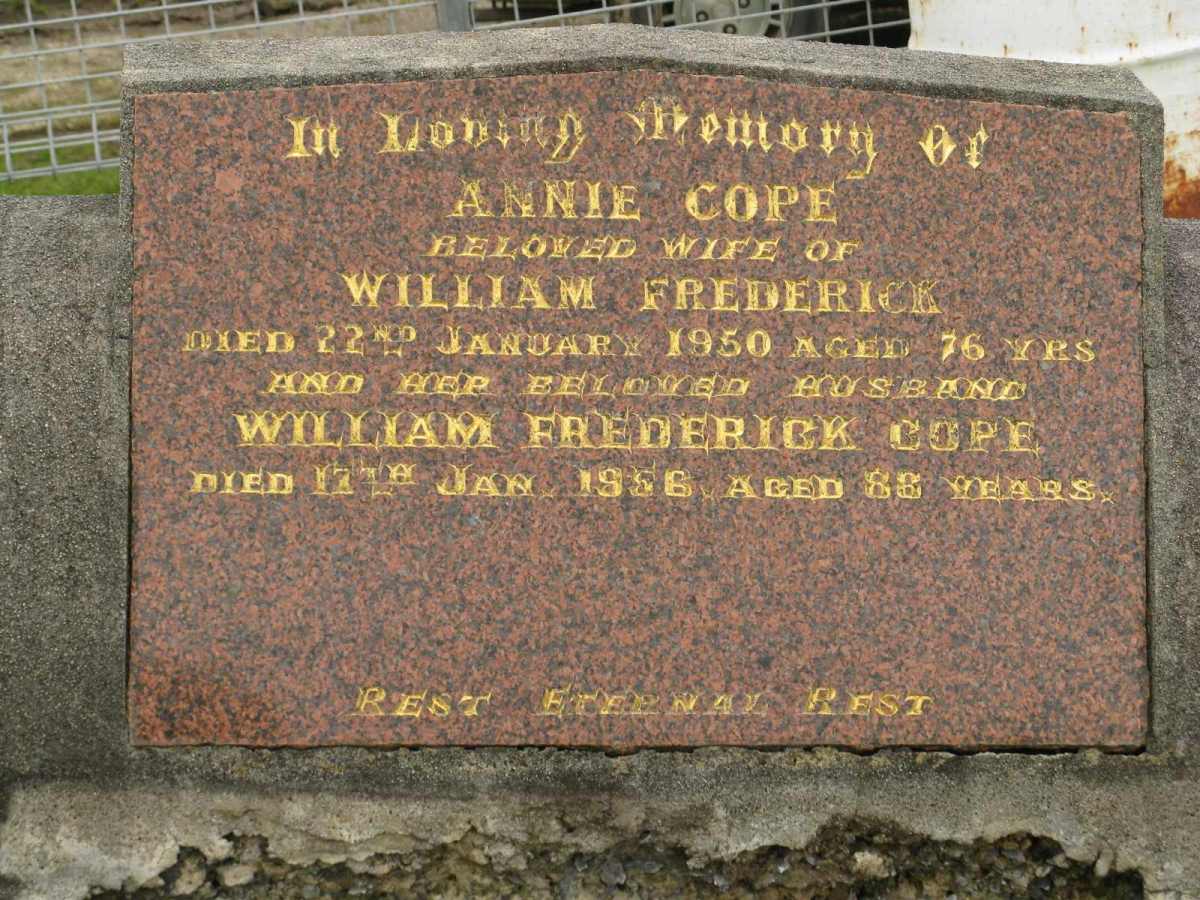 In Loving Memory Of
ANNIE COPE
BELOVED WIFE OF
WILLIAM FREDERICK
DIED 22ND JANUARY 1950 AGED 76 YRS
AND HER BELOVED HUSBAND
WILLIAM FREDERICK COPE
DIED 17TH JAN. 1956. AGED 88 YEARS.
REST ETERNAL REST